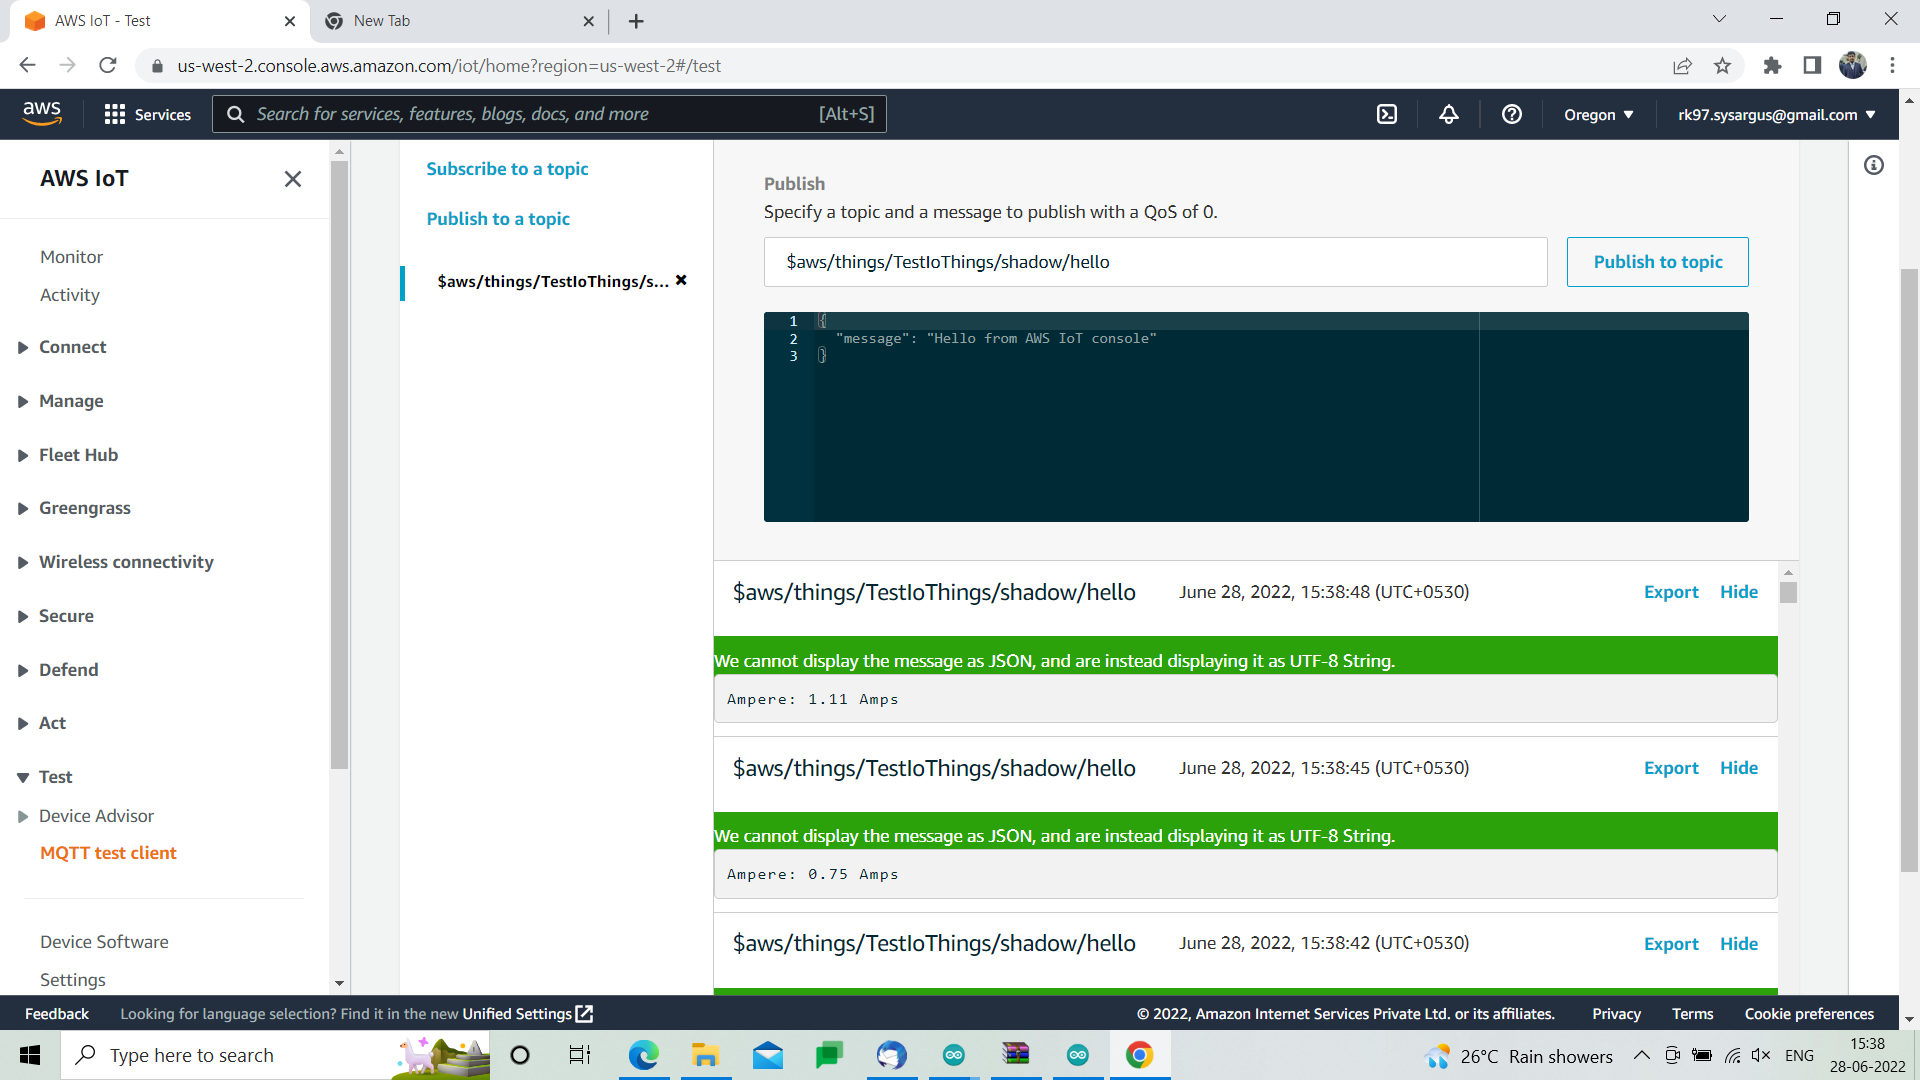 AWS IoT - Test
New Tab
us-west-2.console.aws.amazon.com/iot/home?region=us-west-2#/test
aws
Services
Search for services, features, blogs, docs, and more
[Alt+S]
Oregon
rk97.sysargus@gmail.com
AWS IoT
Monitor
Activity
Connect
Manage
Fleet Hub
Greengrass
Wireless connectivity
Secure
Defend
Act
Test
Device Advisor
MQTT test client
Device Software
Settings
Subscribe to a topic
Publish to a topic
$aws/things/TestIoThings/s...
Publish
Specify a topic and a message to publish with a QoS of 0.
$aws/things/TestIoThings/shadow/hello
Publish to topic
1 {
2 "message": "Hello from AWS IoT console"
3 }
$aws/things/TestIoThings/shadow/hello June 28, 2022, 15:38:48 (UTC+0530) Export Hide
We cannot display the message as JSON, and are instead displaying it as UTF-8 String.
Ampere: 1.11 Amps
$aws/things/TestIoThings/shadow/hello June 28, 2022, 15:38:45 (UTC+0530) Export Hide
We cannot display the message as JSON, and are instead displaying it as UTF-8 String.
Ampere: 0.75 Amps
$aws/things/TestIoThings/shadow/hello June 28, 2022, 15:38:42 (UTC+0530) Export Hide
Feedback Looking for language selection? Find it in the new Unified Settings
© 2022, Amazon Internet Services Private Ltd. or its affiliates. Privacy Terms Cookie preferences
Type here to search
26°C Rain showers
ENG
15:38
28-06-2022